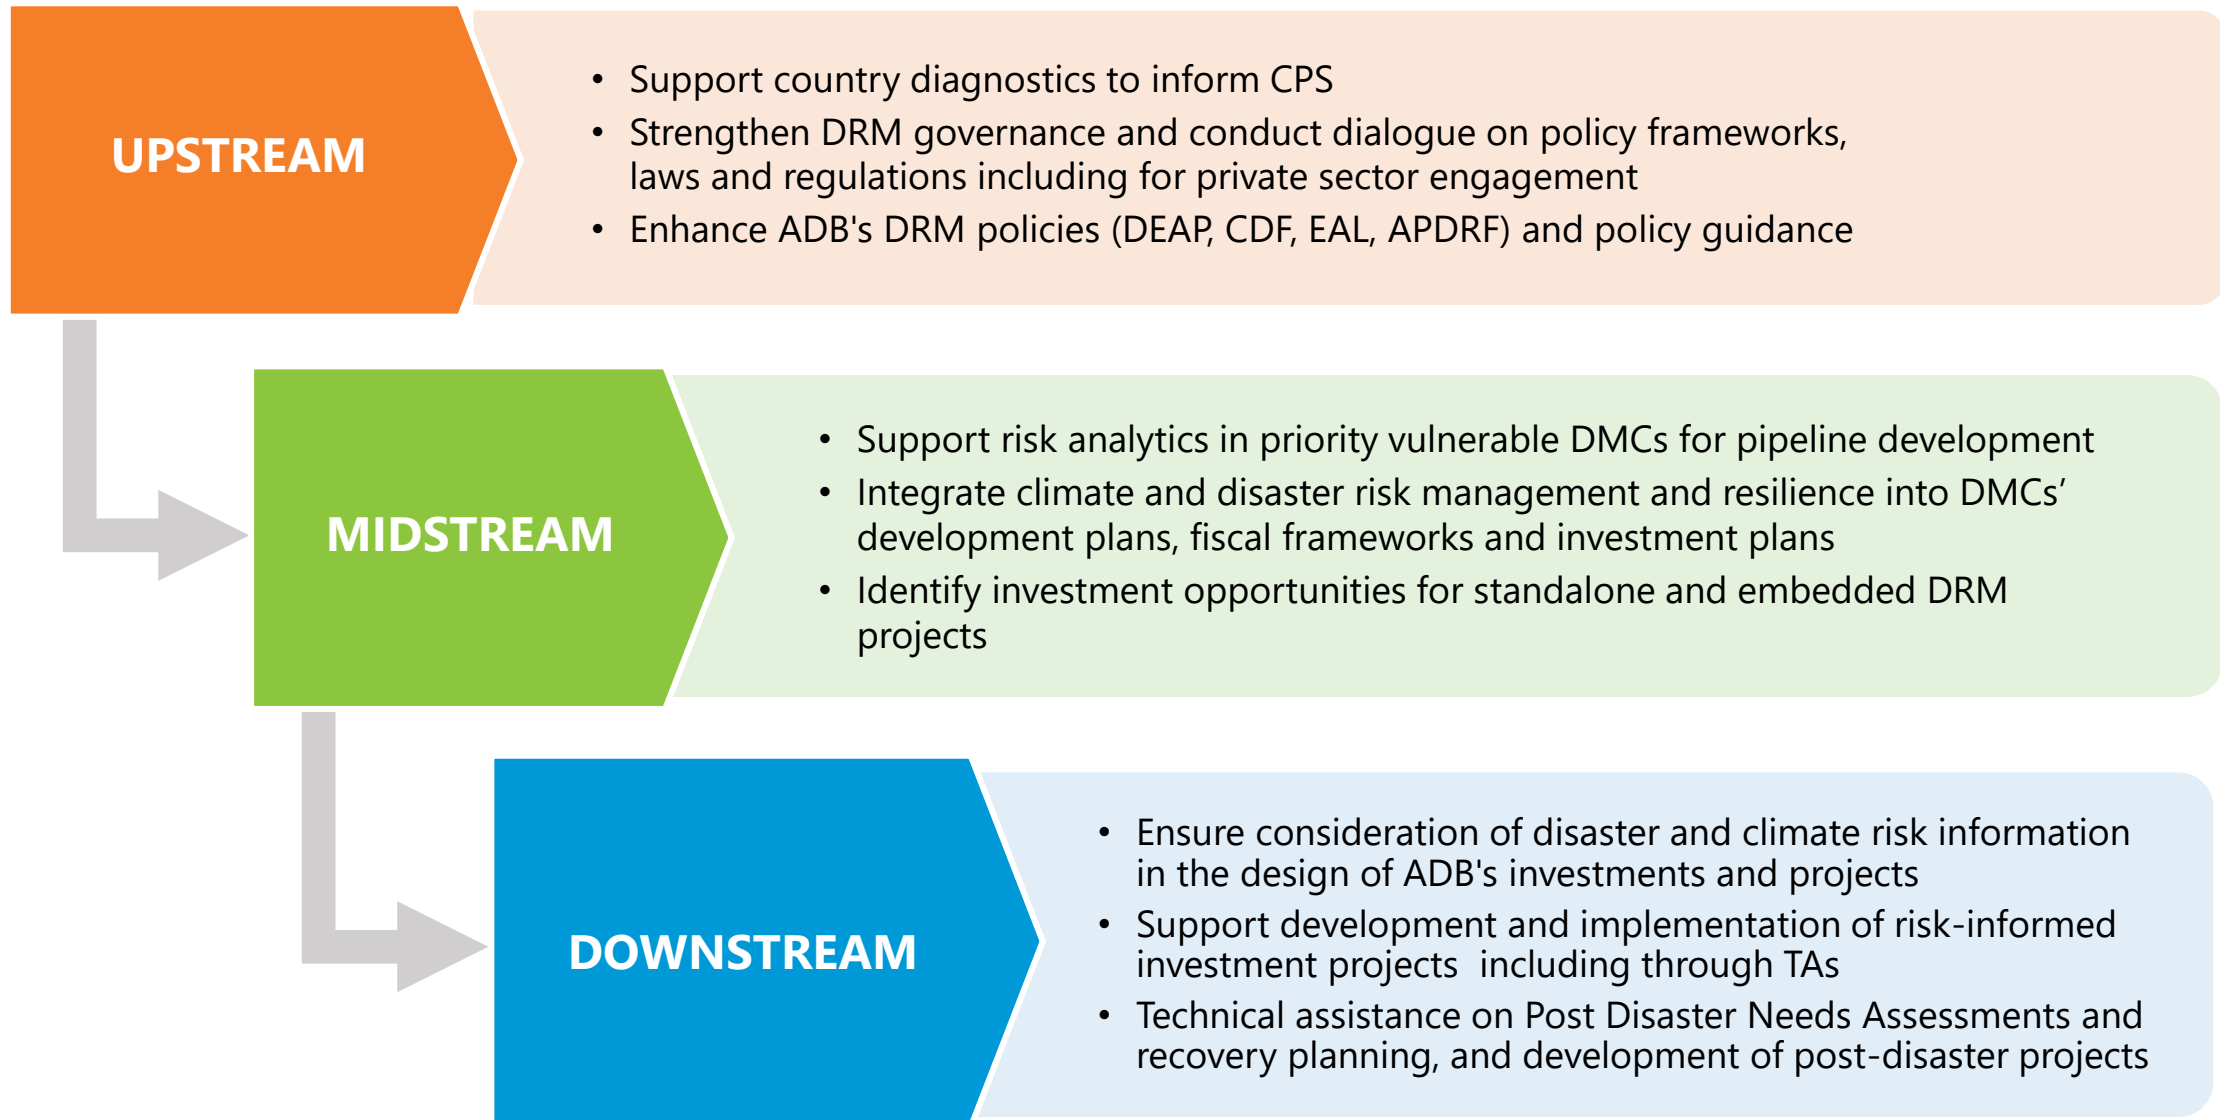 UPSTREAM
• Support country diagnostics to inform CPS
• Strengthen DRM governance and conduct dialogue on policy frameworks,
laws and regulations including for private sector engagement
• Enhance ADB's DRM policies (DEAP, CDF, EAL, APDRF) and policy guidance
MIDSTREAM
• Support risk analytics in priority vulnerable DMCs for pipeline development
• Integrate climate and disaster risk management and resilience into DMCs’
development plans, fiscal frameworks and investment plans
• Identify investment opportunities for standalone and embedded DRM
projects
DOWNSTREAM
• Ensure consideration of disaster and climate risk information
in the design of ADB's investments and projects
• Support development and implementation of risk-informed
investment projects  including through TAs
• Technical assistance on Post Disaster Needs Assessments and
recovery planning, and development of post-disaster projects